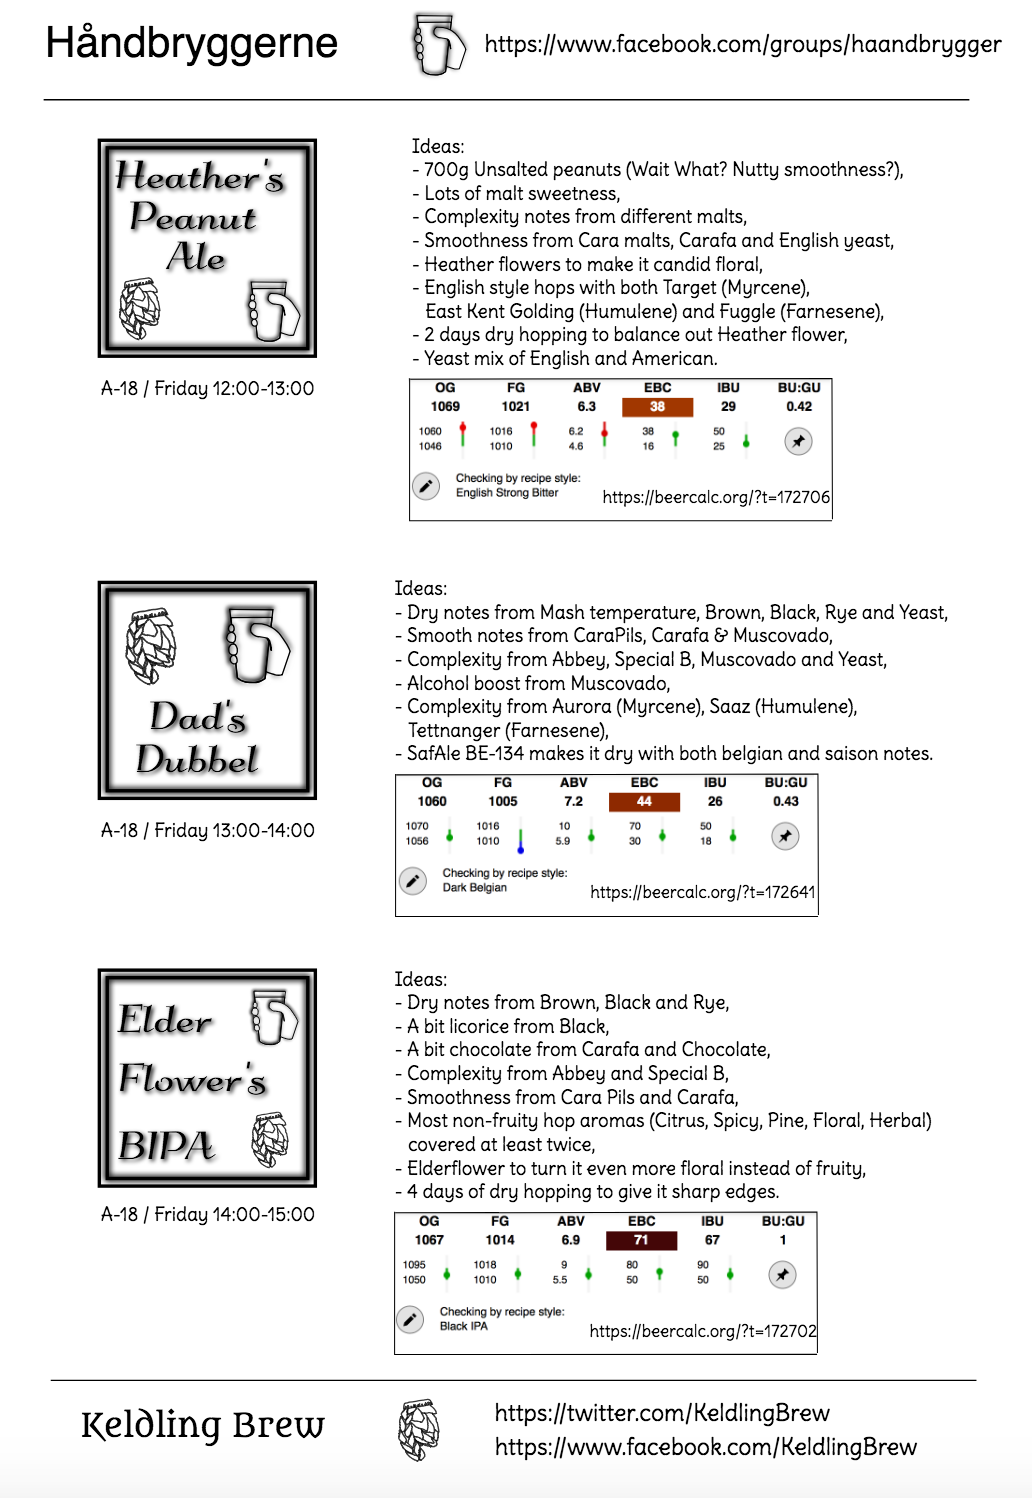 Håndbryggerne
https://www.facebook.com/groups/haandbrygger
Heather's
Peanut
Ale
A-18 / Friday 12:00-13:00
Ideas:
- 700g Unsalted peanuts (Wait What? Nutty smoothness?),
- Lots of malt sweetness,
- Complexity notes from different malts,
- Smoothness from Cara malts, Carafa and English yeast,
- Heather flowers to make it candid floral,
- English style hops with both Target (Myrcene),
East Kent Golding (Humulene) and Fuggle (Farnesene),
- 2 days dry hopping to balance out Heather flower,
- Yeast mix of English and American.
OG FG ABV EBC IBU BU:GU
1069 1021 6.3 38 29 0.42
1060 1016 6.2 38 50
1046 1010 4.6 16 25
Checking by recipe style:
English Strong Bitter
https://beercalc.org/?t=172706
Dad's
Dubbel
A-18 / Friday 13:00-14:00
Ideas:
- Dry notes from Mash temperature, Brown, Black, Rye and Yeast,
- Smooth notes from CaraPils, Carafa & Muscovado,
- Complexity from Abbey, Special B, Muscovado and Yeast,
- Alcohol boost from Muscovado,
- Complexity from Aurora (Myrcene), Saaz (Humulene),
Tettnanger (Farnesene),
- SafAle BE-134 makes it dry with both belgian and saison notes.
OG FG ABV EBC IBU BU:GU
1060 1005 7.2 44 26 0.43
1070 1016 10 70 50
1056 1010 5.9 30 18
Checking by recipe style:
Dark Belgian
https://beercalc.org/?t=172641
Elder
Flower's
BIPA
A-18 / Friday 14:00-15:00
Ideas:
- Dry notes from Brown, Black and Rye,
- A bit licorice from Black,
- A bit chocolate from Carafa and Chocolate,
- Complexity from Abbey and Special B,
- Smoothness from Cara Pils and Carafa,
- Most non-fruity hop aromas (Citrus, Spicy, Pine, Floral, Herbal)
covered at least twice,
- Elderflower to turn it even more floral instead of fruity,
- 4 days of dry hopping to give it sharp edges.
OG FG ABV EBC IBU BU:GU
1067 1014 6.9 71 67 1
1095 1018 9 80 90
1050 1010 5.5 50 50
Checking by recipe style:
Black IPA
https://beercalc.org/?t=172702
Keldling Brew
https://twitter.com/KeldlingBrew
https://www.facebook.com/KeldlingBrew